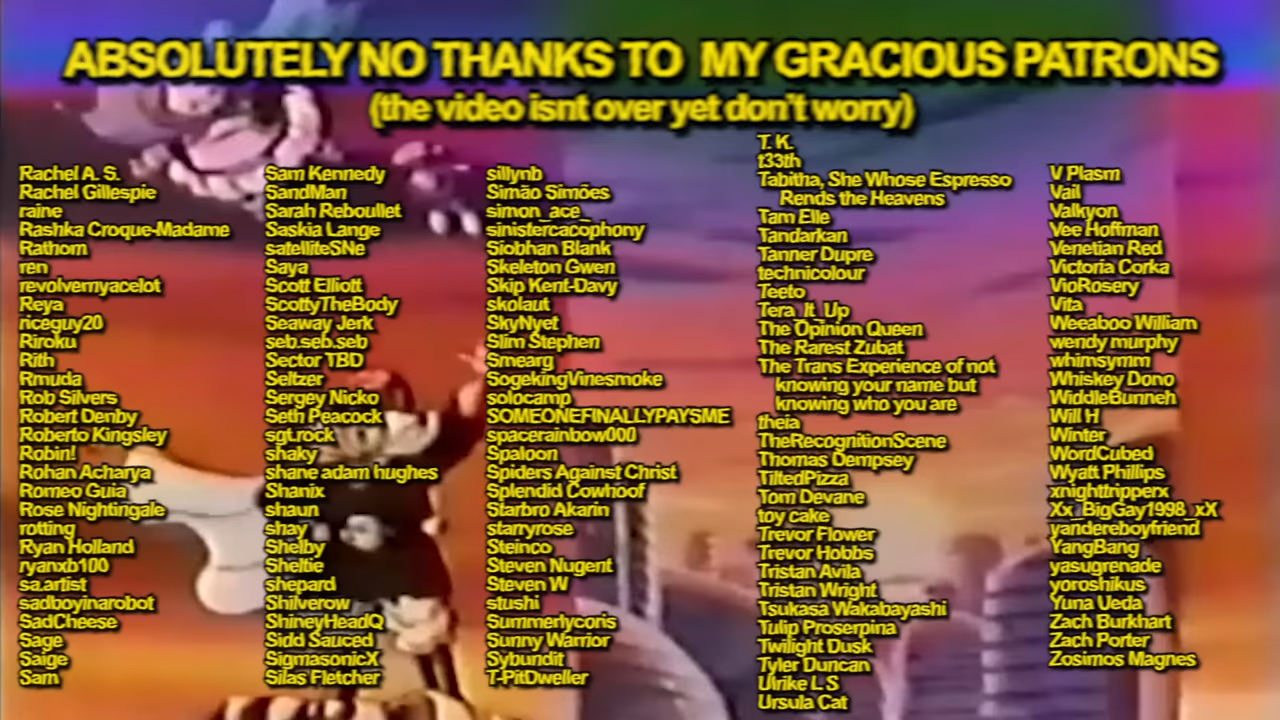 ABSOLUTELY NO THANKS TO MY GRACIOUS PATRONS
(the video isnt over yet don't worry)
Rachel A. S.
Rachel Gillespie
raine
Rashka Croque-Madame
Rathorn
ren
revolvemyacelot
Reya
riceguy20
Riroku
Rith
Rmuda
Rob Silvers
Robert Denby
Roberto Kingsley
Robin!
Rohan Acharya
Romeo Guia
Rose Nightingale
rotting
Ryan Holland
ryanxb100
sa.artist
sadboyinarobot
SadCheese
Sage
Saige
Sam
Sam Kennedy
SandMan
Sarah Reboullet
Saskia Lange
satelliteSNe
Saya
Scott Elliott
ScottyTheBody
Seaway Jerk
seb.seb.seb
Sector TBD
Seltzer
Sergey Nicko
Seth Peacock
sgt.rock
shaky
shane adam hughes
Shanix
shaun
shay
Shelby
Sheltie
shepard
Shilverow
ShineyHeadQ
Sidd Sauced
SigmasonicX
Silas Fletcher
sillynb
Simão Simões
simon_ace_
sinistercacophony
Siobhan Blank
Skeleton Gwen
Skip Kent-Davy
skolaut
SkyNyet
Slim Stephen
Smearg
SogekingVinesmoke
solocamp
SOMEONEFINALLYPAYSME
spacerainbow000
Spaloon
Spiders Against Christ
Splendid Cowhoof
Starbro Akarin
starryrose
Steinco
Steven Nugent
Steven W
stushi
Summerlycoris
Sunny Warrior
Sybundit
T-PitDweller
T. K.
t33th
Tabitha, She Whose Espresso
Rends the Heavens
Tam Elle
Tandarkan
Tanner Dupre
technicolour
Teeto
Tera_It_Up
The Opinion Queen
The Rarest Zubat
The Trans Experience of not
knowing your name but
knowing who you are
theia
TheRecognitionScene
Thomas Dempsey
TiltedPizza
Tom Devane
toy cake
Trevor Flower
Trevor Hobbs
Tristan Avila
Tristan Wright
Tsukasa Wakabayashi
Tulip Proserpina
Twilight Dusk
Tyler Duncan
Ulrike L S
Ursula Cat
V Plasm
Vail
Valkyon
Vee Hoffman
Venetian Red
Victoria Corka
VioRosery
Vita
Weeaboo William
wendy murphy
whimsymm
Whiskey Dono
WiddleBunneh
Will H
Winter
WordCubed
Wyatt Phillips
xnighttripperx
Xx_BigGay1998_xX
yandereboyfriend
YangBang
yasugrenade
yoroshikus
Yuna Ueda
Zach Burkhart
Zach Porter
Zosimos Magnes